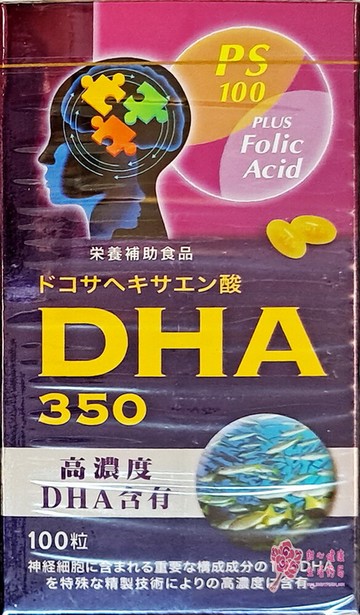 PS
100
PLUS
Folic
Acid
栄養補助食品
ドコサヘキサエン酸
DHA
350
高濃度
DHA含有
100粒
神経細胞に含まれる重要な構成成分の
DHA
を特殊な精製技術によりの高濃度に含有